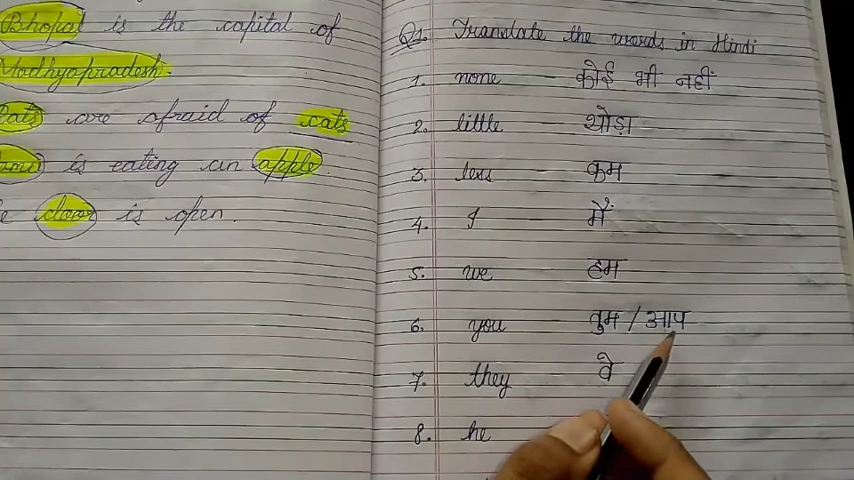 Bhopal is the capital of
Madhyapradesh.
are afraid of cats
is eating an apple.
door is open.
Q1. Translate the words in Hindi
1. none - कोई भी नहीं
2. little - थोड़ा
3. less - कम
4. I - मैं
5. we - हम
6. you - तुम / आप
7. they - वे
8. he